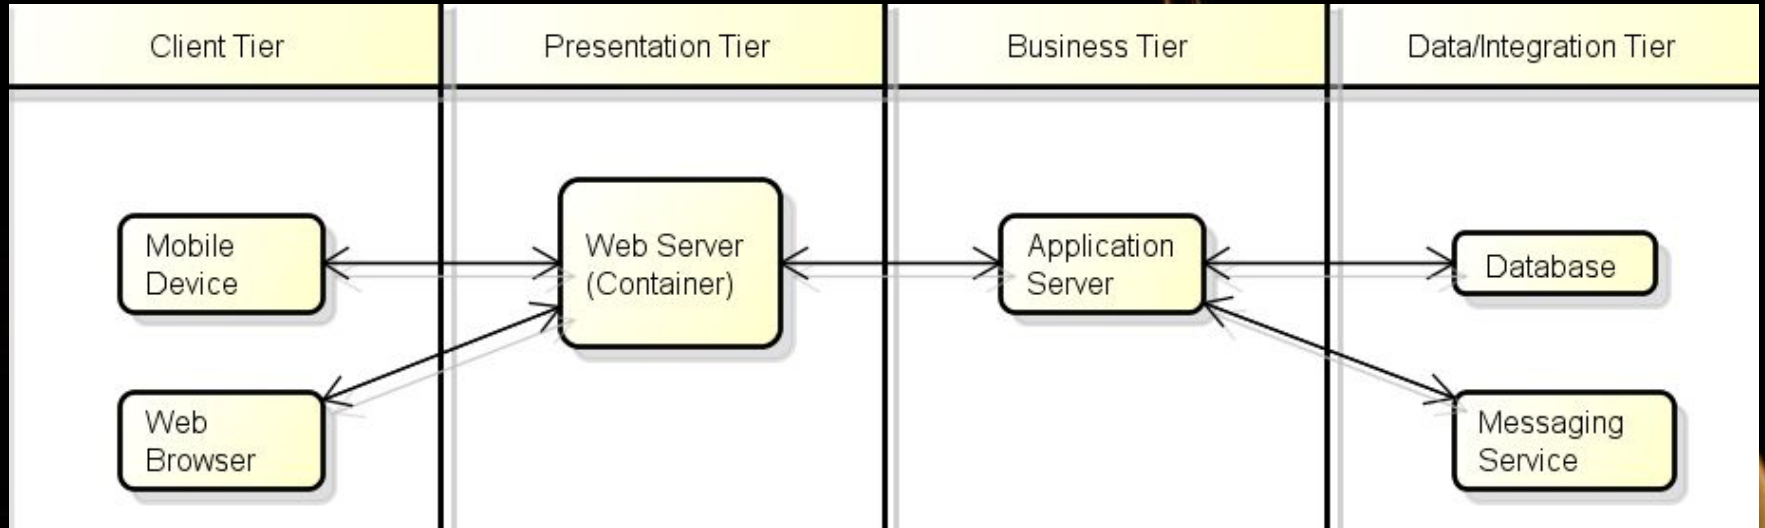 Client Tier
Presentation Tier
Business Tier
Data/Integration Tier
Mobile
Device
Web Server
(Container)
Application
Server
Database
Web
Browser
Messaging
Service